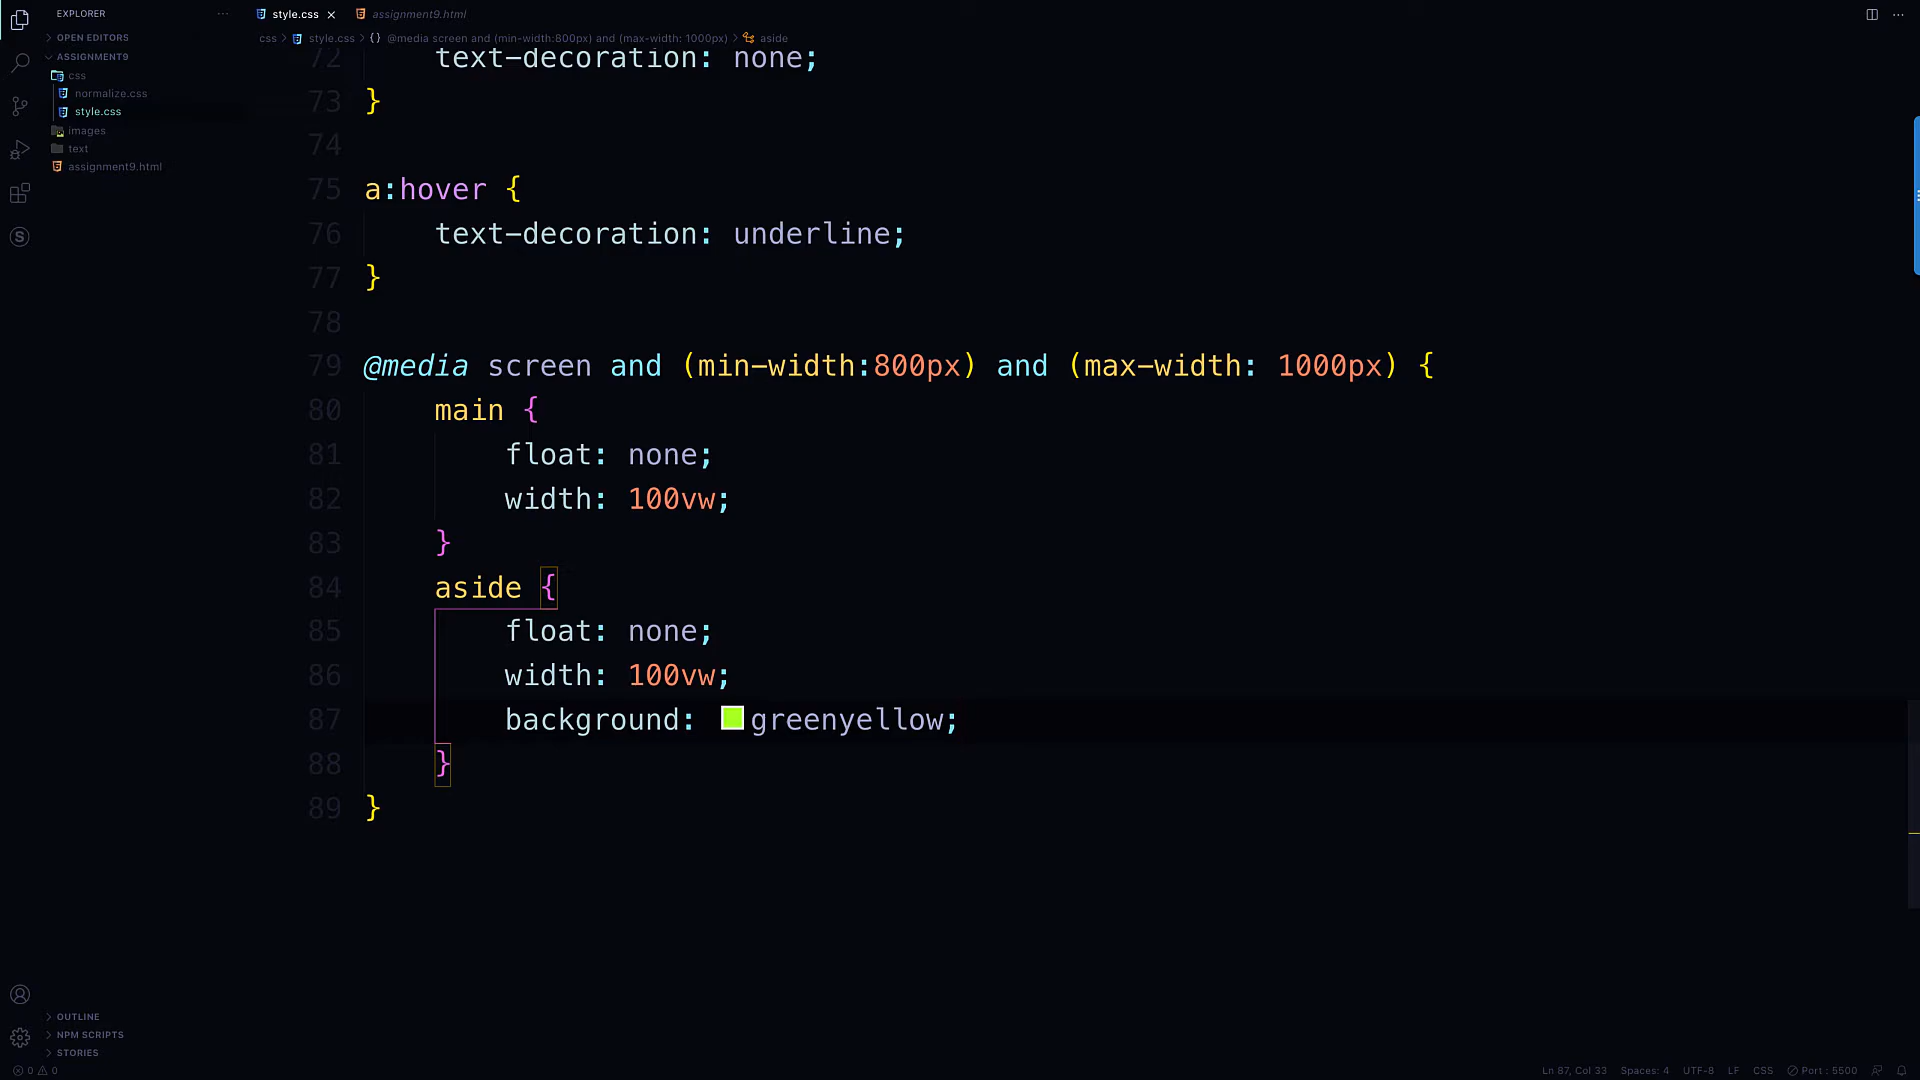 EXPLORER
style.css
assignment9.html
OPEN EDITORS
css
style.css
@media screen and (min-width:800px) and (max-width: 1000px)
aside
ASSIGNMENT9
css
normalize.css
style.css
images
text
assignment9.html
72 text-decoration: none;
73 }
74
75 a:hover {
76 text-decoration: underline;
77 }
78
79 @media screen and (min-width:800px) and (max-width: 1000px) {
80 main {
81 float: none;
82 width: 100vw;
83 }
84 aside {
85 float: none;
86 width: 100vw;
87 background: greenyellow;
88 }
89 }
OUTLINE
NPM SCRIPTS
STORIES
0 0
Ln 87, Col 33
Spaces: 4
UTF-8
LF
CSS
Port : 5500